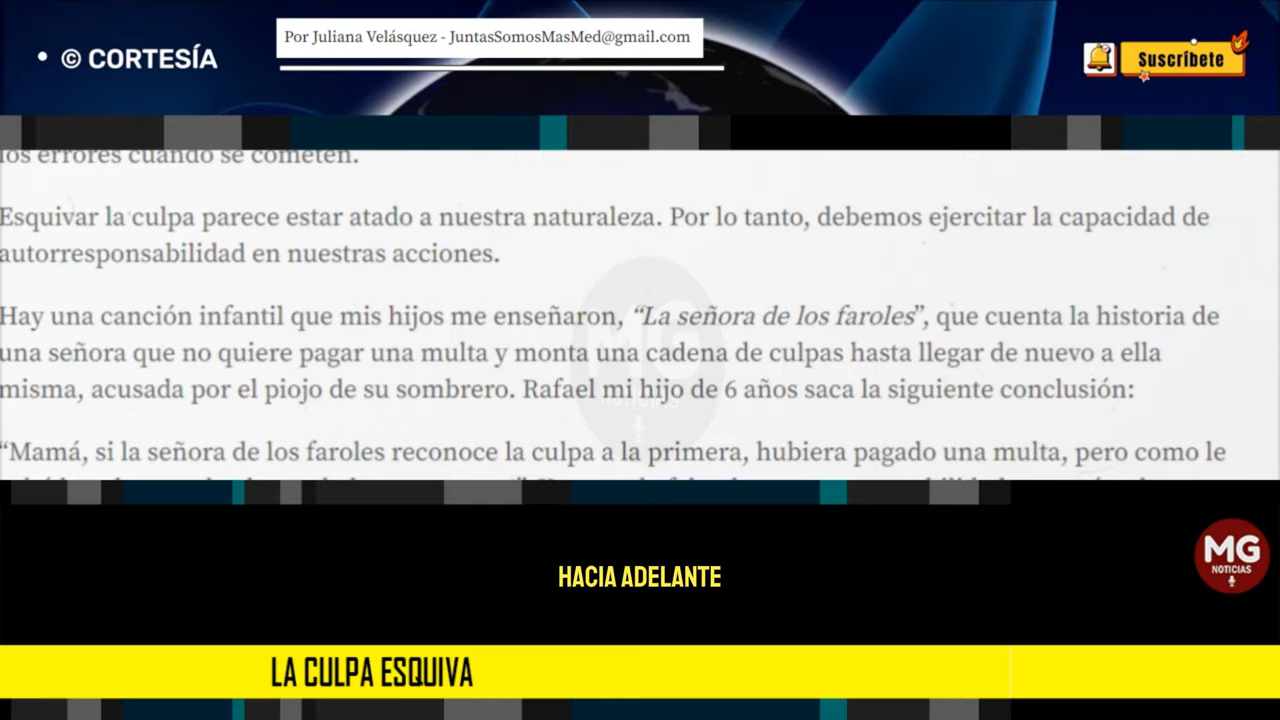 • © CORTESÍA
Por Juliana Velásquez - JuntasSomosMasMed@gmail.com
Suscríbete
los errores cuando se cometen.
Esquivar la culpa parece estar atado a nuestra naturaleza. Por lo tanto, debemos ejercitar la capacidad de
autorresponsabilidad en nuestras acciones.
Hay una canción infantil que mis hijos me enseñaron, “La señora de los faroles”, que cuenta la historia de
una señora que no quiere pagar una multa y monta una cadena de culpas hasta llegar de nuevo a ella
misma, acusada por el piojo de su sombrero. Rafael mi hijo de 6 años saca la siguiente conclusión:
“Mamá, si la señora de los faroles reconoce la culpa a la primera, hubiera pagado una multa, pero como le
HACIA ADELANTE
MG
NOTICIAS
LA CULPA ESQUIVA